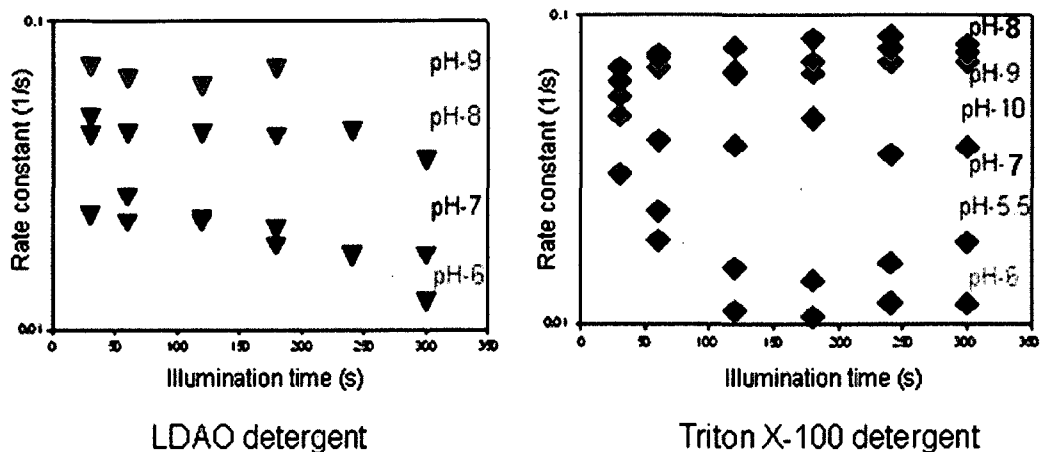 0.1
Rate constant (1/s)
0.01
pH-9
pH-8
pH-7
pH-6
0 50 100 150 200 250 300 350
Illumination time (s)
LDAO detergent
0.1
Rate constant (1/s)
0.01
pH-8
pH-9
pH-10
pH-7
pH-5.5
pH-6
0 50 100 150 200 250 300 350
Illumination time (s)
Triton X-100 detergent